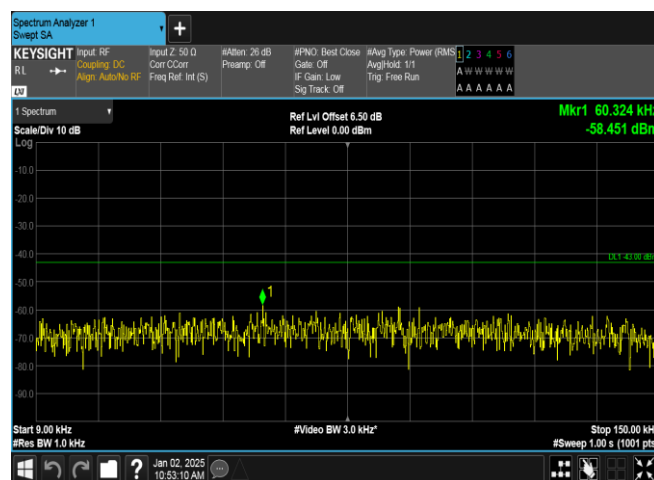 Spectrum Analyzer 1
Swept SA
+
KEYSIGHT Input: RF Input Z: 50 Ω #Atten: 26 dB #PNO: Best Close #Avg Type: Power (RMS 1 2 3 4 5 6
RL Coupling: DC Corr CCorr Preamp: Off Gate: Off Avg|Hold: 1/1 A W W W W W
Align: Auto/No RF Freq Ref: Int (S) IF Gain: Low Trig: Free Run
LXI Sig Track: Off A A A A A A
1 Spectrum Ref Lvl Offset 6.50 dB Mkr1 60.324 kHz
Scale/Div 10 dB Ref Level 0.00 dBm -58.451 dBm
Log
-10.0
-20.0
-30.0
-40.0
DL1 -43.00 dBm
-50.0
1
-60.0
-70.0
-80.0
-90.0
Start 9.00 kHz #Video BW 3.0 kHz* Stop 150.00 kHz
#Res BW 1.0 kHz #Sweep 1.00 s (1001 pts
? Jan 02, 2025
10:53:10 AM